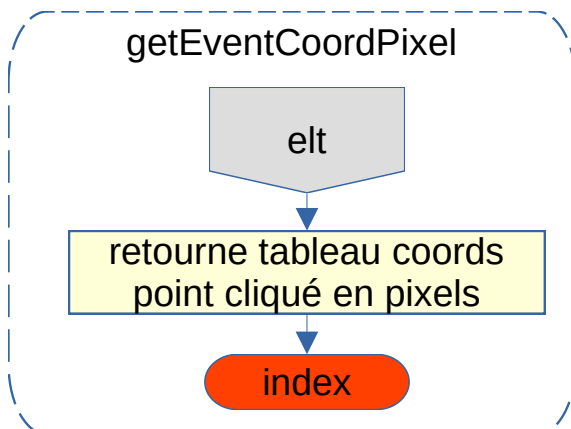 getEventCoordPixel
elt
retourne tableau coords
point cliqué en pixels
index